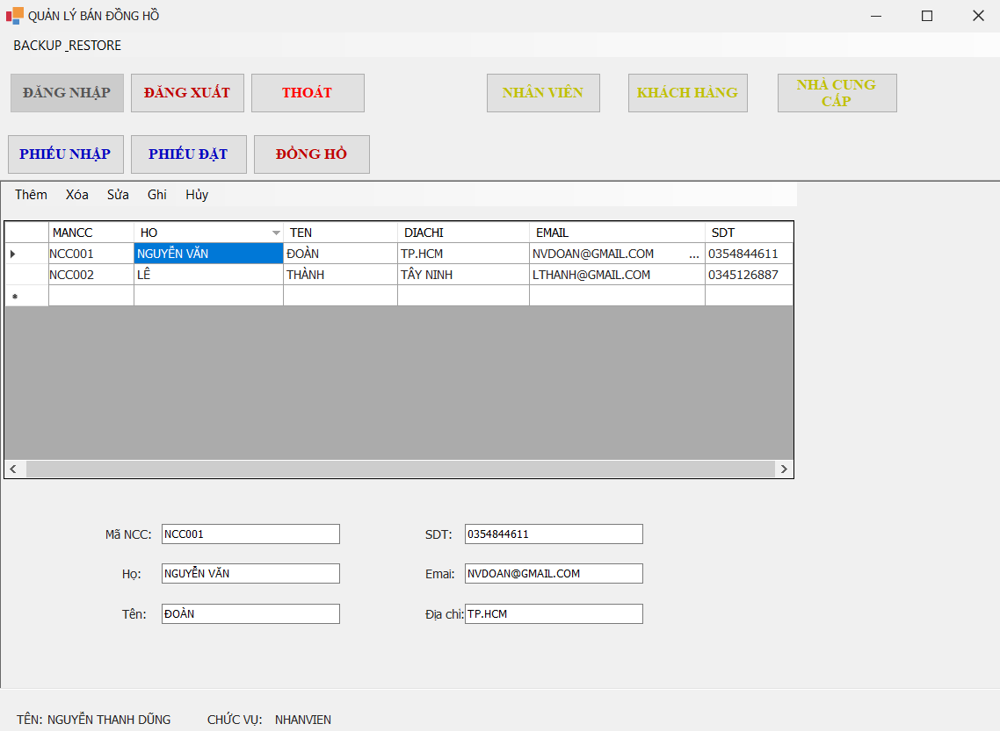 QUẢN LÝ BÁN ĐỒNG HỒ
BACKUP _RESTORE
ĐĂNG NHẬP ĐĂNG XUẤT THOÁT NHÂN VIÊN KHÁCH HÀNG NHÀ CUNG CẤP
PHIẾU NHẬP PHIẾU ĐẶT ĐỒNG HỒ
Thêm Xóa Sửa Ghi Hủy
MANCC HO TEN DIACHI EMAIL SDT
NCC001 NGUYỄN VĂN ĐOÀN TP.HCM NVDOAN@GMAIL.COM ... 0354844611
NCC002 LÊ THÀNH TÂY NINH LTHANH@GMAIL.COM 0345126887
Mã NCC: NCC001 SDT: 0354844611
Họ: NGUYỄN VĂN Emai: NVDOAN@GMAIL.COM
Tên: ĐOÀN Địa chỉ: TP.HCM
TÊN: NGUYỄN THANH DŨNG CHỨC VỤ: NHANVIEN